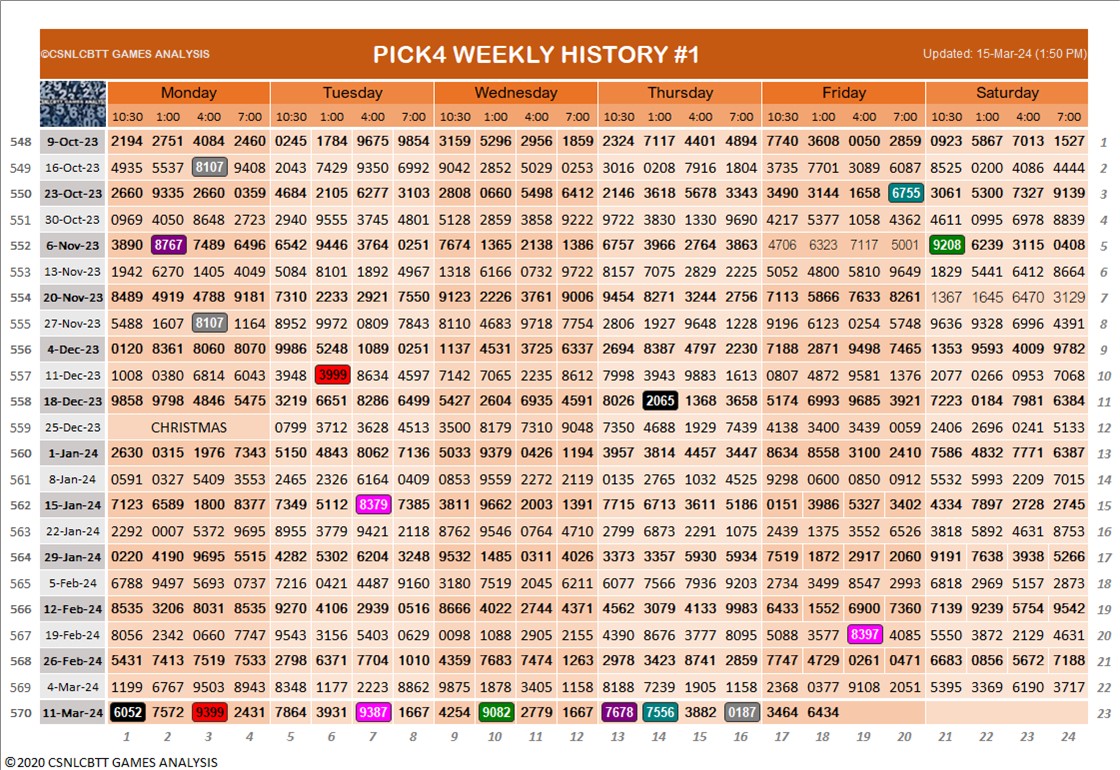 ©CSNLCBTT GAMES ANALYSIS PICK4 WEEKLY HISTORY #1 Updated: 15-Mar-24 (1:50 PM)
Monday Tuesday Wednesday Thursday Friday Saturday
10:30 1:00 4:00 7:00 10:30 1:00 4:00 7:00 10:30 1:00 4:00 7:00 10:30 1:00 4:00 7:00 10:30 1:00 4:00 7:00 10:30 1:00 4:00 7:00
548 9-Oct-23 2194 2751 4084 2460 0245 1784 9675 9854 3159 5296 2956 1859 2324 7117 4401 4894 7740 3608 0050 2859 0923 5867 7013 1527 1
549 16-Oct-23 4935 5537 8107 9408 2043 7429 9350 6992 9042 2852 5029 0253 3016 0208 7916 1804 3735 7701 3089 6087 8525 0200 4086 4444 2
550 23-Oct-23 2660 9335 2660 0359 4684 2105 6277 3103 2808 0660 5498 6412 2146 3618 5678 3343 3490 3144 1658 6755 3061 5300 7327 9139 3
551 30-Oct-23 0969 4050 8648 2723 2940 9555 3745 4801 5128 2859 3858 9222 9722 3830 1330 9690 4217 5377 1058 4362 4611 0995 6978 8839 4
552 6-Nov-23 3890 8767 7489 6496 6542 9446 3764 0251 7674 1365 2138 1386 6757 3966 2764 3863 4706 6323 7117 5001 9208 6239 3115 0408 5
553 13-Nov-23 1942 6270 1405 4049 5084 8101 1892 4967 1318 6166 0732 9722 8157 7075 2829 2225 5052 4800 5810 9649 1829 5441 6412 8664 6
554 20-Nov-23 8489 4919 4788 9181 7310 2233 2921 7550 9123 2226 3761 9006 9454 8271 3244 2756 7113 5866 7633 8261 1367 1645 6470 3129 7
555 27-Nov-23 5488 1607 8107 1164 8952 9972 0809 7843 8110 4683 9718 7754 2806 1927 9648 1228 9196 6123 0254 5748 9636 9328 6996 4391 8
556 4-Dec-23 0120 8361 8060 8070 9986 5248 1089 0251 1137 4531 3725 6337 2694 8387 4797 2230 7188 2871 9498 7465 1353 9593 4009 9782 9
557 11-Dec-23 1008 0380 6814 6043 3948 3999 8634 4597 7142 7065 2235 8612 7998 3943 9883 1613 0807 4872 9581 1376 2077 0266 0955 7068 10
558 18-Dec-23 9858 9798 4846 5475 3219 6651 8286 6499 5427 2604 6935 4591 8026 2065 1368 3658 5174 6993 9685 3921 7223 0184 7981 6384 11
559 25-Dec-23 CHRISTMAS 0799 3712 3628 4513 3500 8179 7310 9048 7350 4688 1929 7439 4138 3400 3439 0059 2406 2696 0241 5133 12
560 1-Jan-24 2630 0315 1976 7343 5150 4843 8062 7136 5033 9379 0426 1194 3957 3814 4457 3447 8634 8558 3100 2410 7586 4832 7771 6387 13
561 8-Jan-24 0591 0327 5409 3553 2465 2326 6164 0409 0853 9559 2272 2119 0135 2765 1032 4525 9298 0600 0850 0912 5532 5993 2209 7015 14
562 15-Jan-24 7123 6589 1800 8377 7349 5112 8379 7385 3811 9662 2003 1391 7715 6713 3611 5186 0151 3986 5327 3402 4334 7897 2728 2745 15
563 22-Jan-24 2292 0007 5372 9695 8955 3779 9421 2118 8762 9546 0764 4710 2799 6873 2291 1075 2439 1375 3552 6526 3818 5892 4631 8753 16
564 29-Jan-24 0220 4190 9695 5515 4282 5302 6204 3248 9532 1485 0311 4026 3373 3357 5930 5934 7519 1872 2917 2060 9191 7638 3938 5266 17
565 5-Feb-24 6788 9497 5693 0737 7216 0421 4487 9160 3180 7519 2045 6211 6077 7566 7936 9203 2734 3499 8547 2993 6818 2969 5157 2873 18
566 12-Feb-24 8535 3206 8031 8535 9270 4106 2939 0516 8666 4022 2744 4371 4562 3079 4133 9983 6433 1552 6900 7360 7139 9239 5754 9542 19
567 19-Feb-24 8056 2342 0660 7747 9543 3156 5403 0629 0098 1088 2905 2155 4390 8676 3777 8095 5088 3577 8397 4085 5550 3872 2129 4631 20
568 26-Feb-24 5431 7413 7519 7533 2798 6371 7704 1010 4359 7683 7474 1263 2978 3423 8741 2859 7747 4729 0261 0471 6683 0856 5672 7188 21
569 4-Mar-24 1199 6767 9503 8943 8348 1177 2223 8862 9875 1878 3405 1158 8188 7239 1905 1158 2368 0377 9108 2051 5395 3369 6190 3717 22
570 11-Mar-24 6052 7572 9399 2431 7864 3931 9387 1667 4254 9082 2779 1667 7678 7556 3882 0187 3464 6434 23
1 2 3 4 5 6 7 8 9 10 11 12 13 14 15 16 17 18 19 20 21 22 23 24
©2020 CSNLCBTT GAMES ANALYSIS